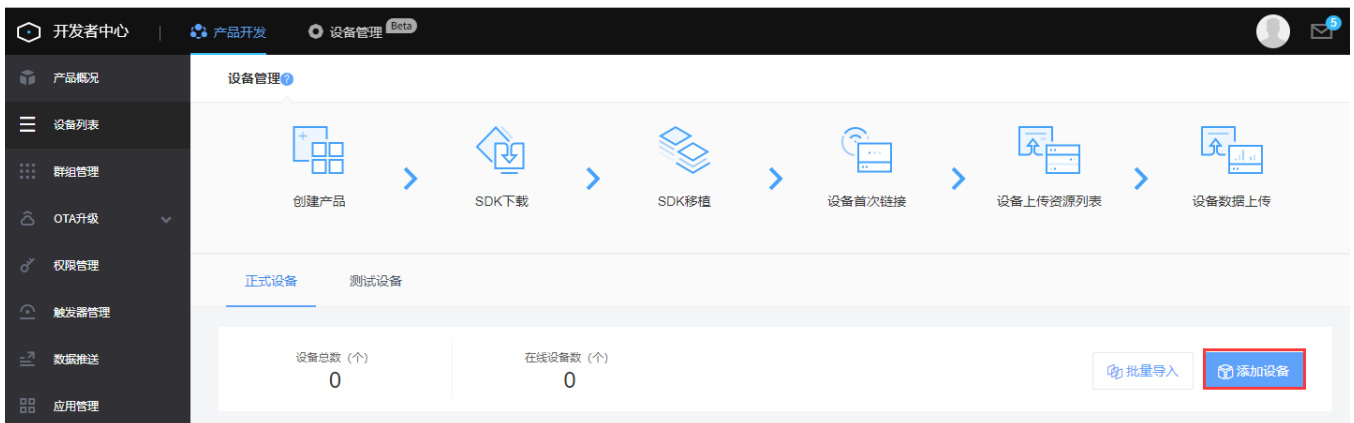 开发者中心 | 产品开发 设备管理 Beta 5
产品概况
设备列表
群组管理
OTA升级
权限管理
触发器管理
数据推送
应用管理
设备管理 ?
创建产品 SDK下载 SDK移植 设备首次链接 设备上传资源列表 设备数据上传
正式设备 测试设备
设备总数（个） 在线设备数（个）
0 0
批量导入 添加设备